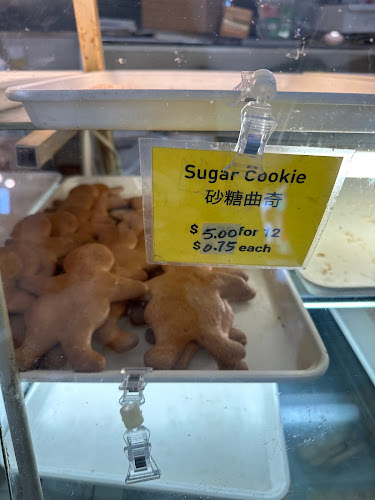 Sugar Cookie
砂糖曲奇
$ 5.00 for 12
$ 0.75 each